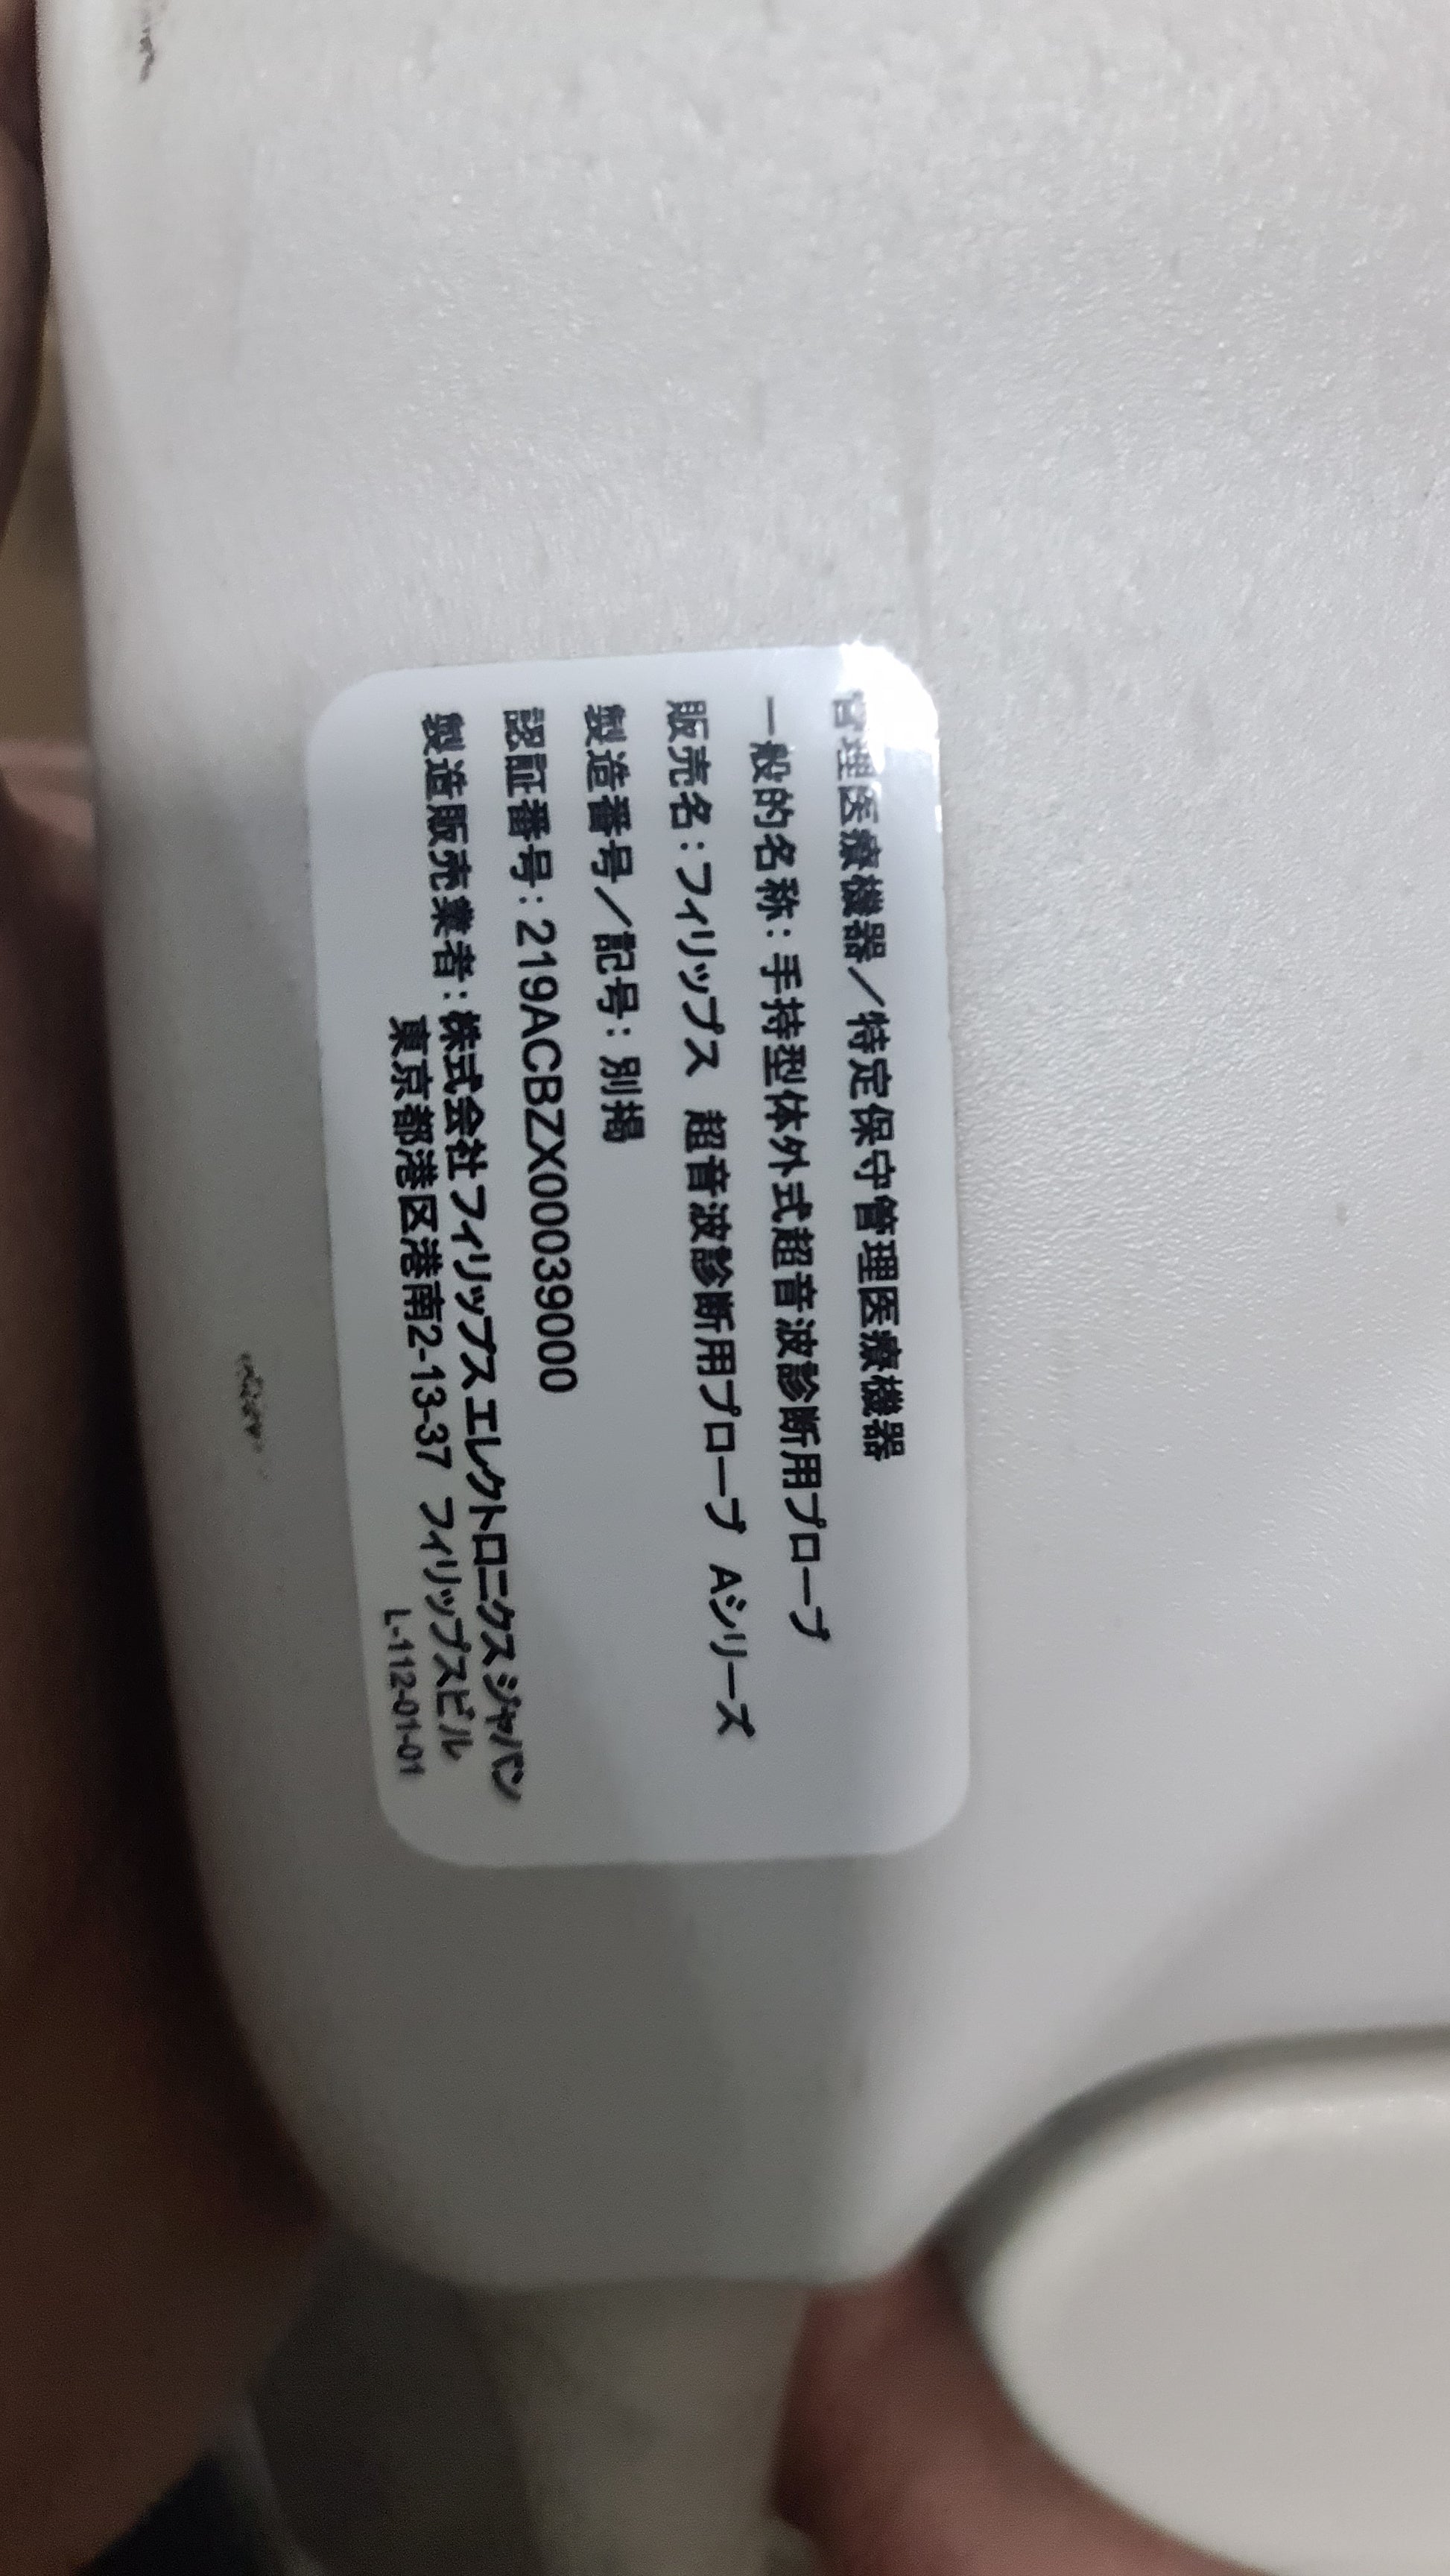 管理医療機器／特定保守管理医療機器
一般的名称：手持型体外式超音波診断用プローブ
販売名：フィリップス 超音波診断用プローブ Aシリーズ
製造番号／記号：別掲
認証番号：219ACBZX00039000
製造販売業者：株式会社フィリップスエレクトロニクスジャパン
東京都港区港南2-13-37 フィリップスビル
L-112-01-01